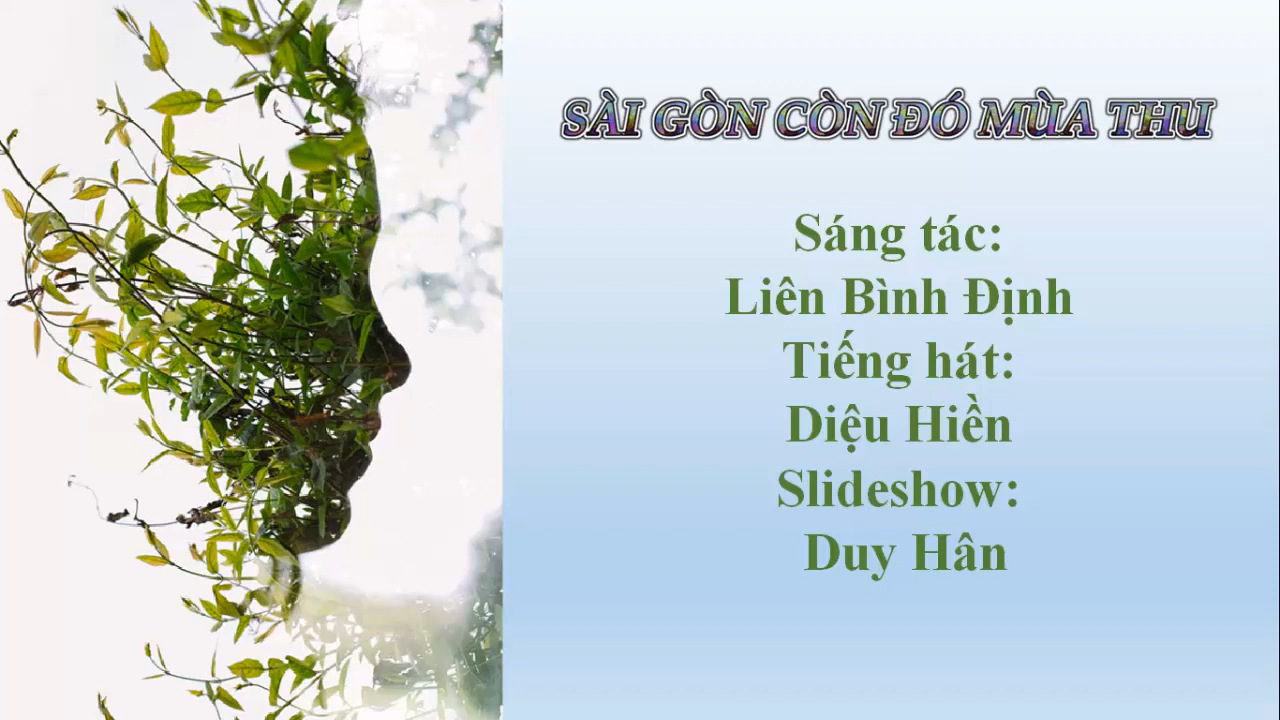 SÀI GÒN CÒN ĐÓ MÙA THU
Sáng tác:
Liên Bình Định
Tiếng hát:
Diệu Hiền
Slideshow:
Duy Hân